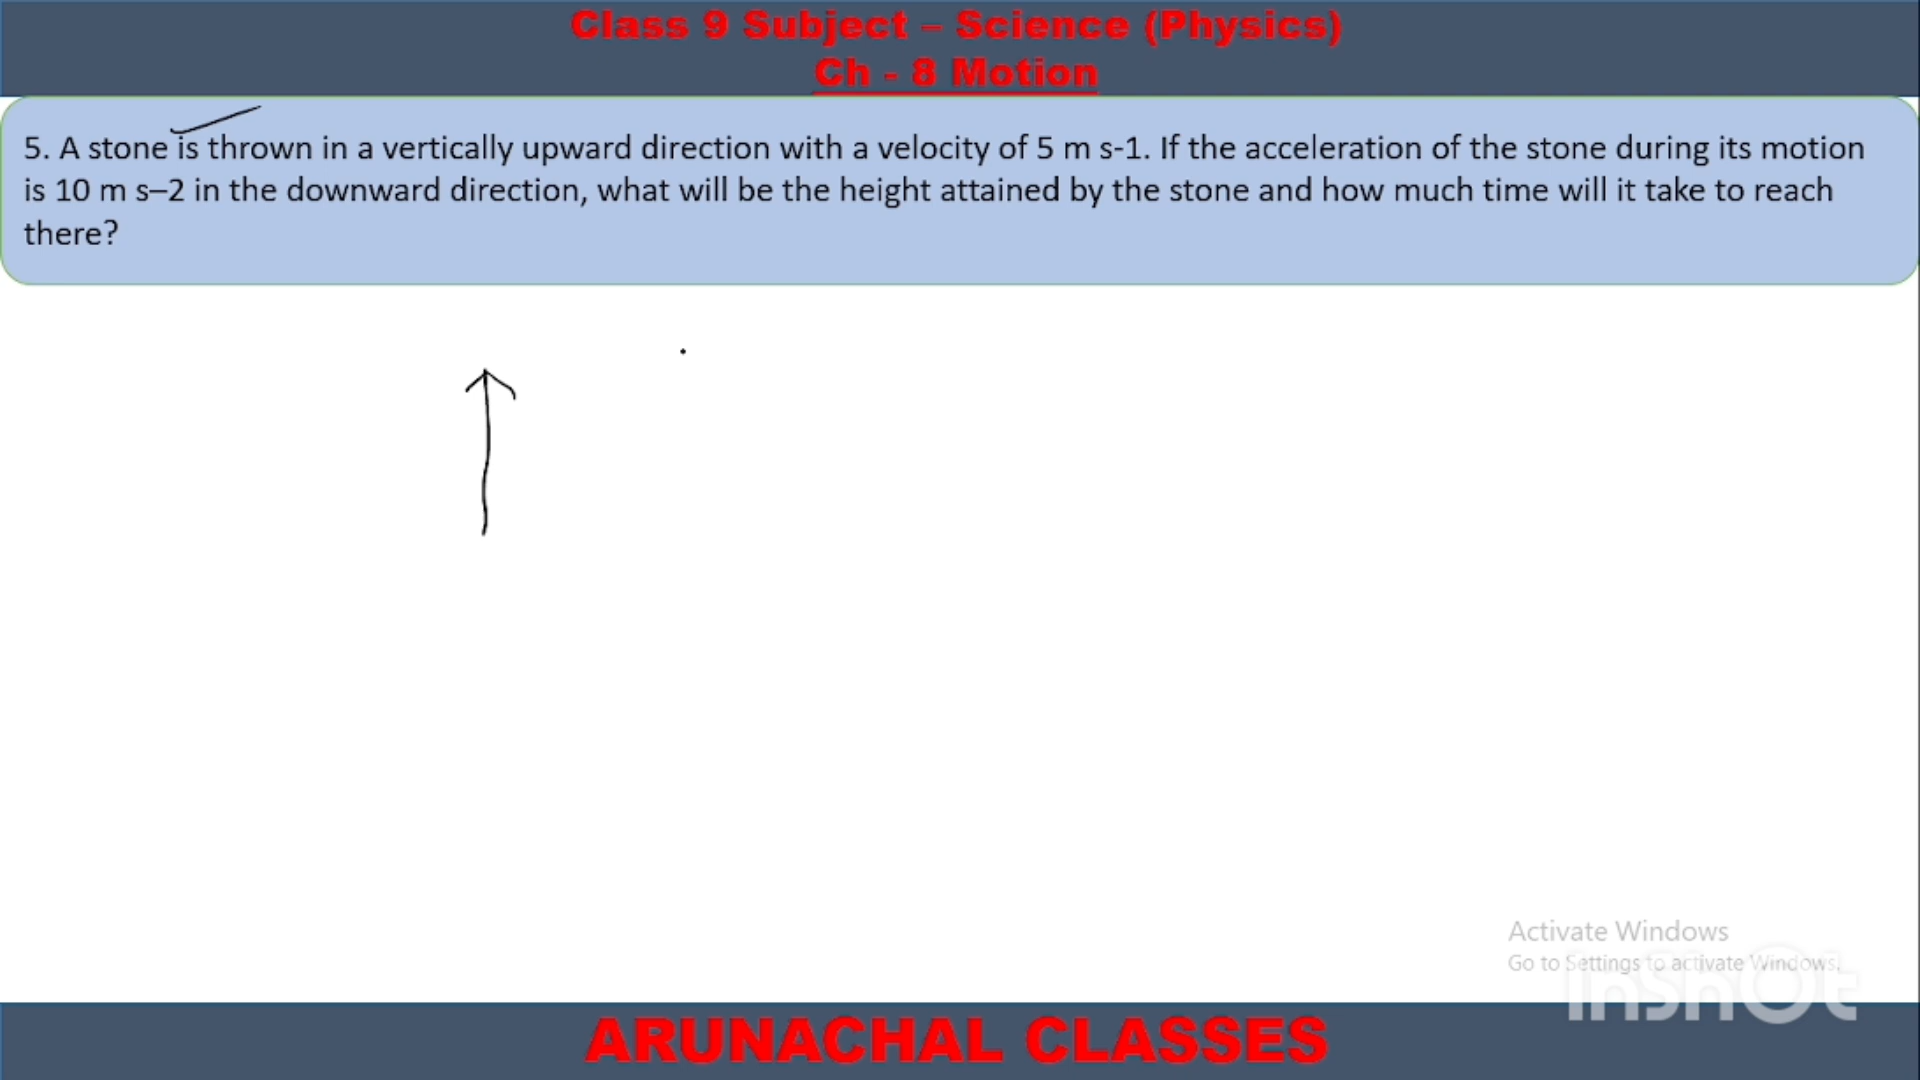 Class 9 Subject – Science (Physics)
Ch - 8 Motion
5. A stone is thrown in a vertically upward direction with a velocity of 5 m s-1. If the acceleration of the stone during its motion
is 10 m s–2 in the downward direction, what will be the height attained by the stone and how much time will it take to reach
there?
Activate Windows
Go to Settings to activate Windows.
InShOt
ARUNACHAL CLASSES